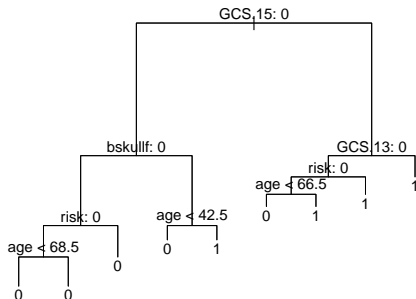 GCS.15: 0
bskullf: 0
GCS.13: 0
risk: 0
age < 66.5
1
risk: 0
age < 42.5
0
1
1
age < 68.5
0
0
1
0
0